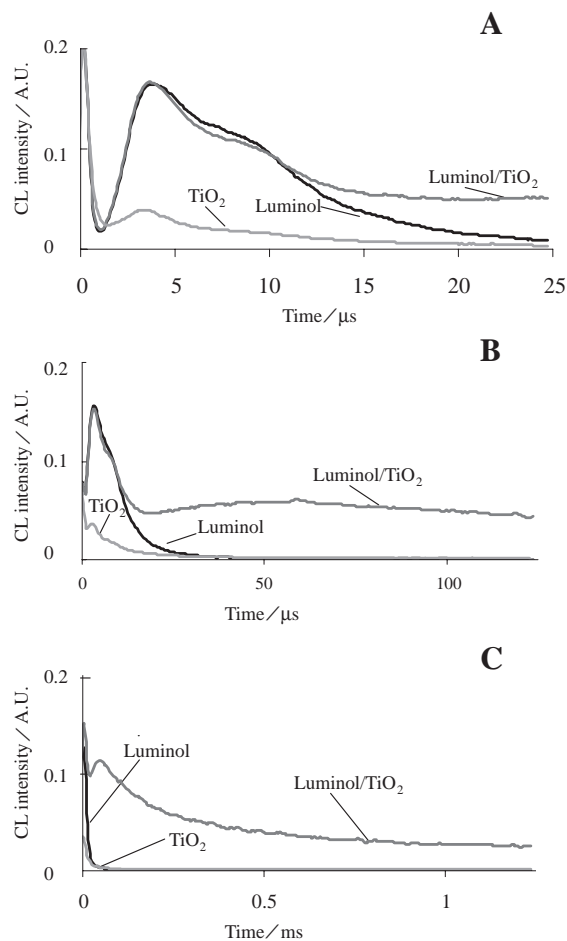 A
0.2
CL intensity / A.U.
0.1
Luminol/TiO2
TiO2
Luminol
0
0 5 10 15 20 25
Time/μs
B
0.2
CL intensity / A.U.
0.1
Luminol/TiO2
TiO2
Luminol
0
0 50 100
Time/μs
C
0.2
CL intensity / A.U.
Luminol
0.1
Luminol/TiO2
TiO2
0
0 0.5 1
Time/ms